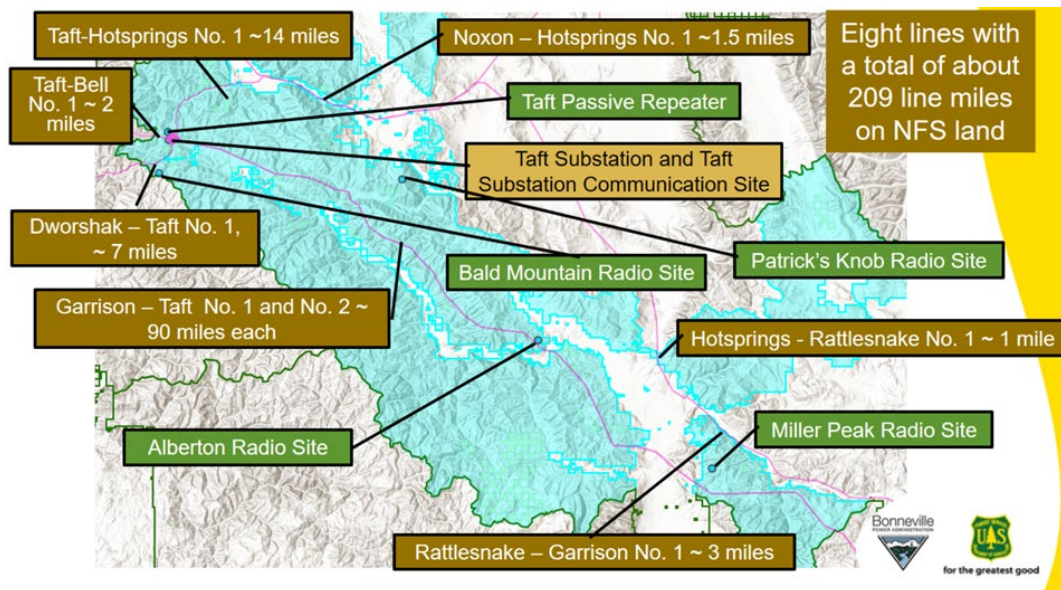 Taft-Hotsprings No. 1 ~14 miles
Noxon – Hotsprings No. 1 ~1.5 miles
Eight lines with
a total of about
209 line miles
on NFS land
Taft-Bell
No. 1 ~ 2
miles
Taft Passive Repeater
Taft Substation and Taft
Substation Communication Site
Dworshak – Taft No. 1,
~ 7 miles
Bald Mountain Radio Site
Patrick's Knob Radio Site
Garrison – Taft No. 1 and No. 2 ~
90 miles each
Hotsprings - Rattlesnake No. 1 ~ 1 mile
Alberton Radio Site
Miller Peak Radio Site
Rattlesnake – Garrison No. 1 ~ 3 miles
Bonneville
POWER ADMINISTRATION
FOREST SERVICE
UAS
for the greatest good